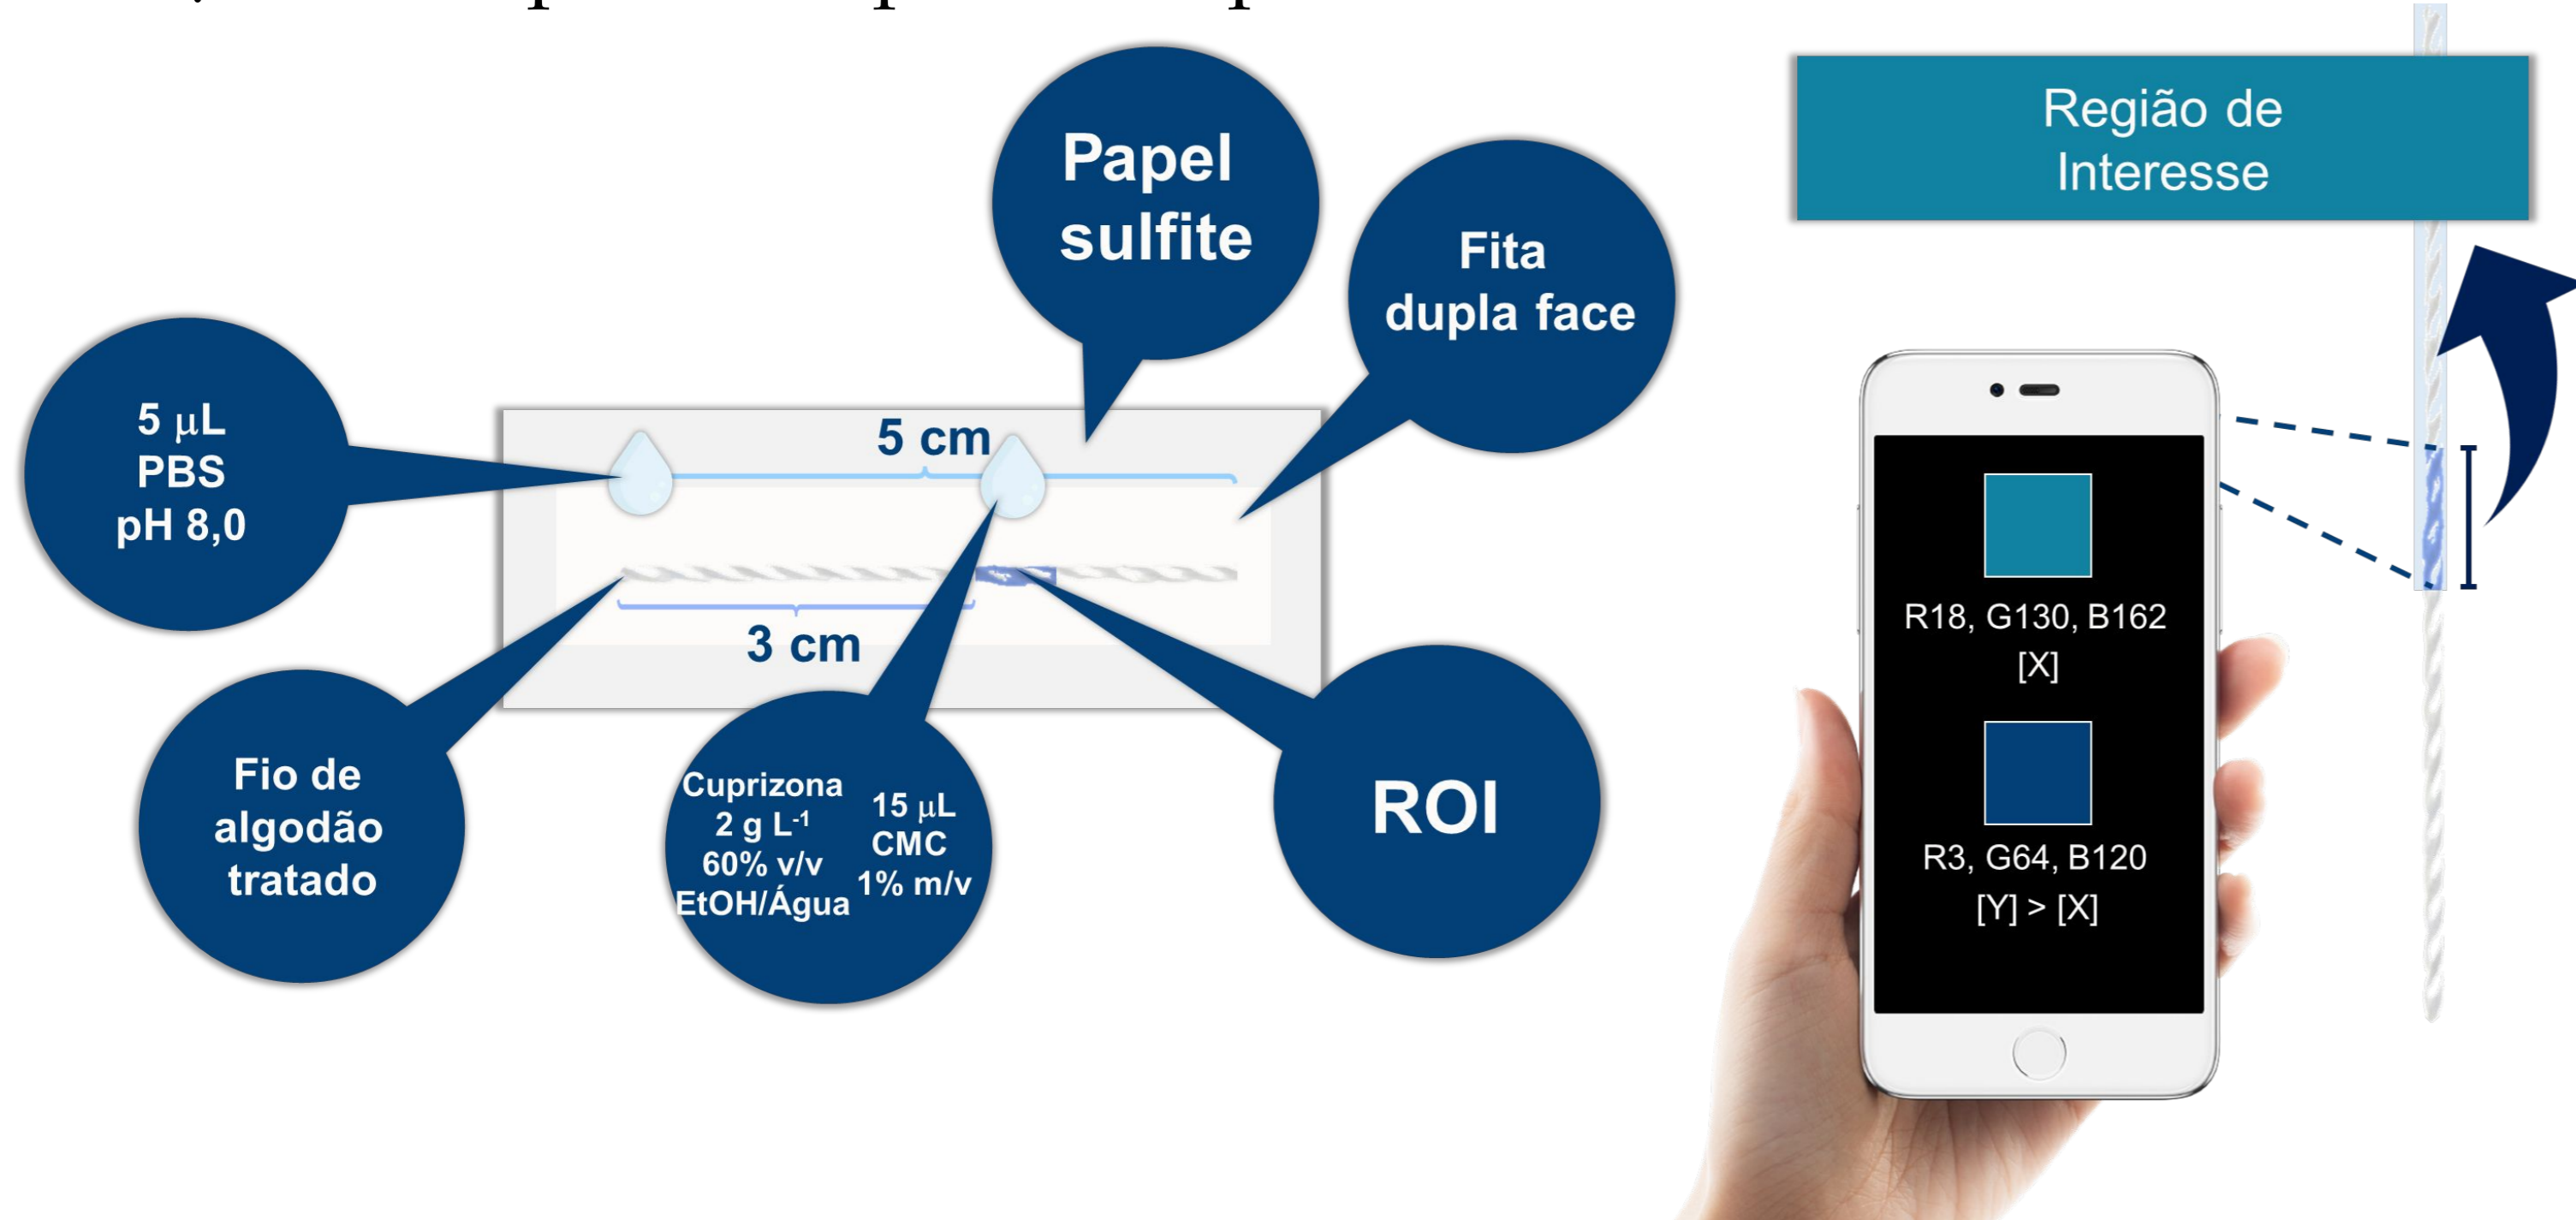 Papel
sulfite
Fita
dupla face
5 μL
PBS
pH 8,0
5 cm
3 cm
Fio de
algodão
tratado
Cuprizona
2 g L⁻¹
60% v/v
EtOH/Água
15 μL
CMC
1% m/v
ROI
Região de
Interesse
R18, G130, B162
[X]
R3, G64, B120
[Y] > [X]